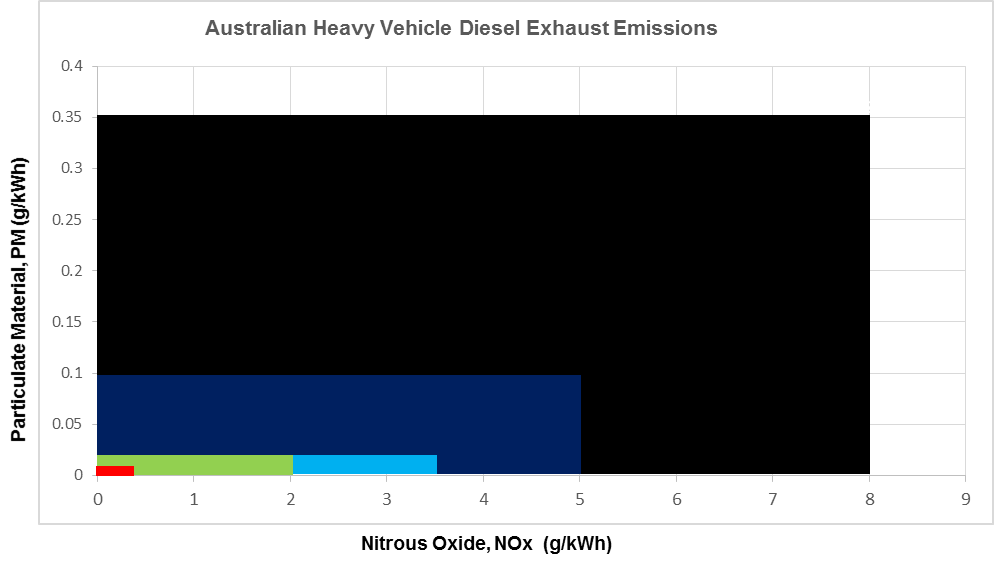 Australian Heavy Vehicle Diesel Exhaust Emissions
0.4
0.35
0.3
0.25
0.2
0.15
0.1
0.05
0
Particulate Material, PM (g/kWh)
0 1 2 3 4 5 6 7 8 9
Nitrous Oxide, NOx (g/kWh)